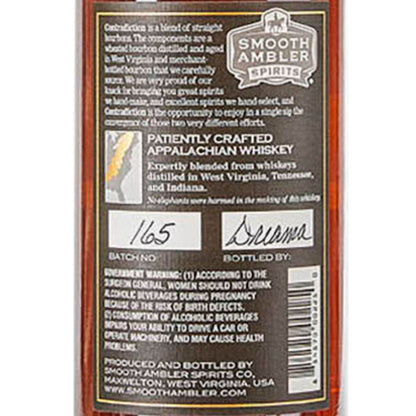 Contradiction is a blend of straight
bourbons. The components are a
wheated bourbon distilled and aged
in West Virginia and merchant-
bottled bourbon that we carefully
source. We are very proud of our
knack for bringing you great spirits
we hand-make, and excellent spirits we hand select, and
Contradiction is the opportunity to enjoy in a single sip the
convergence of those two very different efforts.
SMOOTH
AMBLER
SPIRITS
PATIENTLY CRAFTED
APPALACHIAN WHISKEY
Expertly blended from whiskeys
distilled in West Virginia, Tennessee,
and Indiana.
No elephants were harmed in the making of this whiskey.
165
Dreama
BATCH NO.
BOTTLED BY:
GOVERNMENT WARNING: (1) ACCORDING TO THE
SURGEON GENERAL, WOMEN SHOULD NOT DRINK
ALCOHOLIC BEVERAGES DURING PREGNANCY
BECAUSE OF THE RISK OF BIRTH DEFECTS.
(2) CONSUMPTION OF ALCOHOLIC BEVERAGES
IMPAIRS YOUR ABILITY TO DRIVE A CAR OR
OPERATE MACHINERY, AND MAY CAUSE HEALTH
PROBLEMS.
PRODUCED AND BOTTLED BY
SMOOTH AMBLER SPIRITS CO.
MAXWELTON, WEST VIRGINIA, USA
WWW.SMOOTHAMBLER.COM